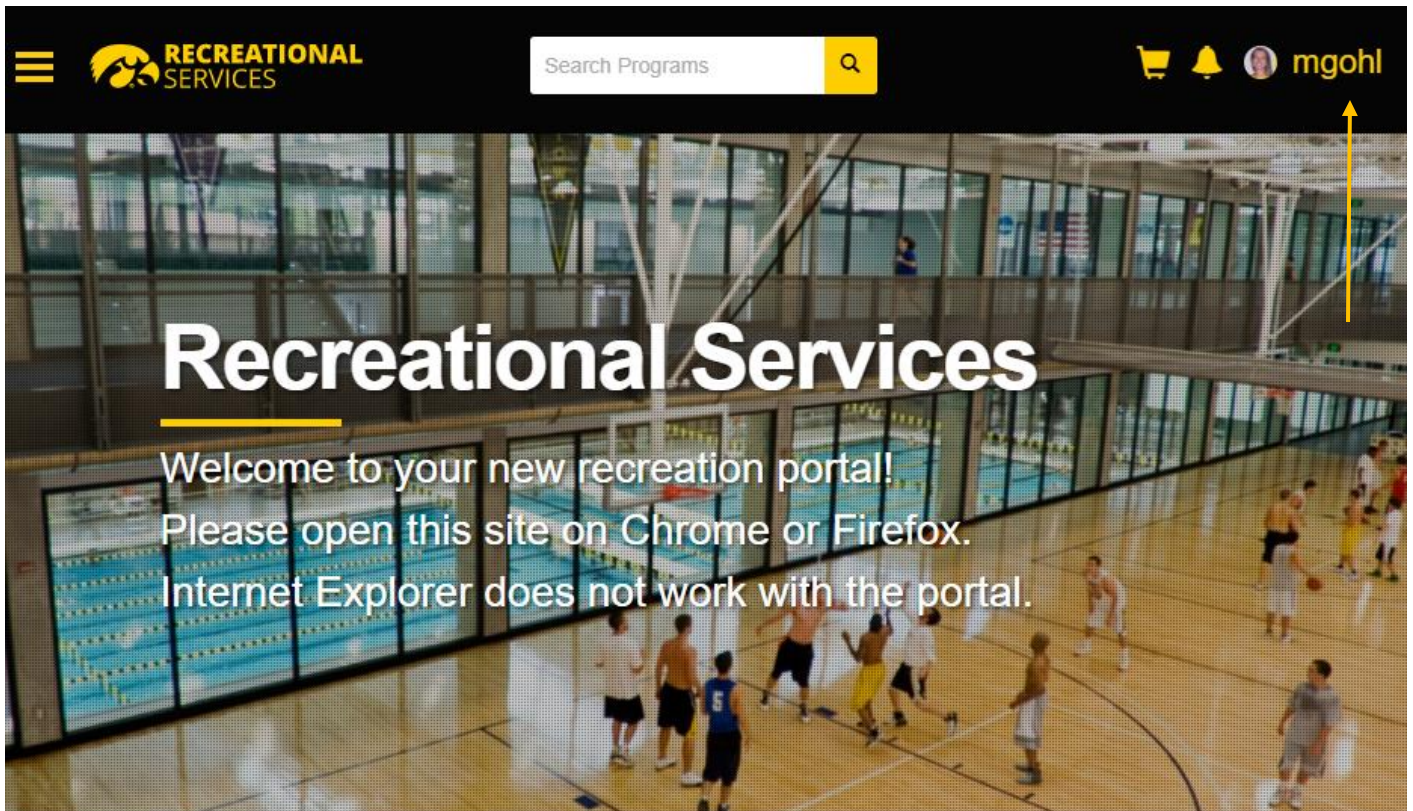 RECREATIONAL
SERVICES
Search Programs
mgohl
Recreational Services
Welcome to your new recreation portal!
Please open this site on Chrome or Firefox.
Internet Explorer does not work with the portal.
5